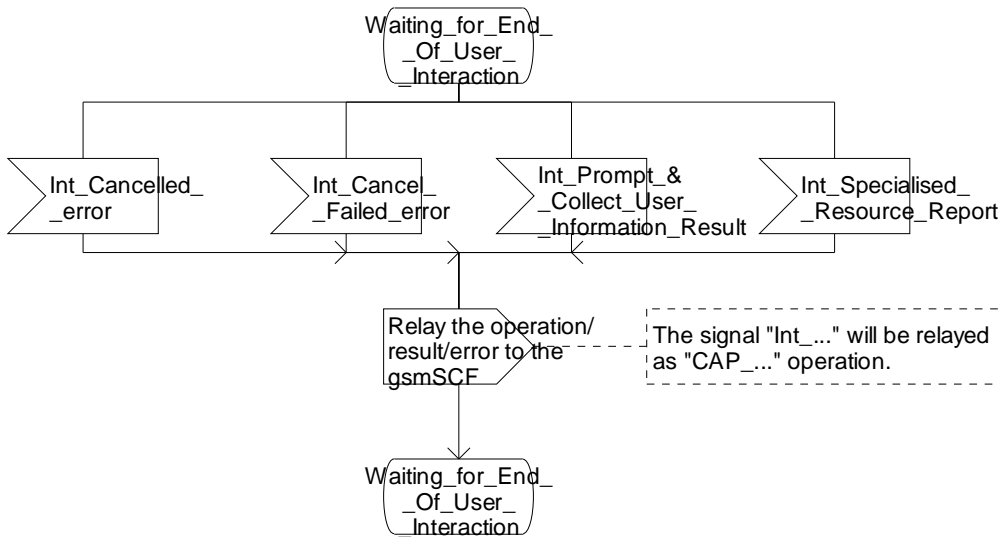 Waiting_for_End_
_Of_User_
_Interaction
Int_Cancelled_
_error
Int_Cancel_
_Failed_error
Int_Prompt_&
_Collect_User_
_Information_Result
Int_Specialised_
_Resource_Report
Relay the operation/
result/error to the
gsmSCF
The signal "Int_..." will be relayed
as "CAP_..." operation.
Waiting_for_End_
_Of_User_
_Interaction